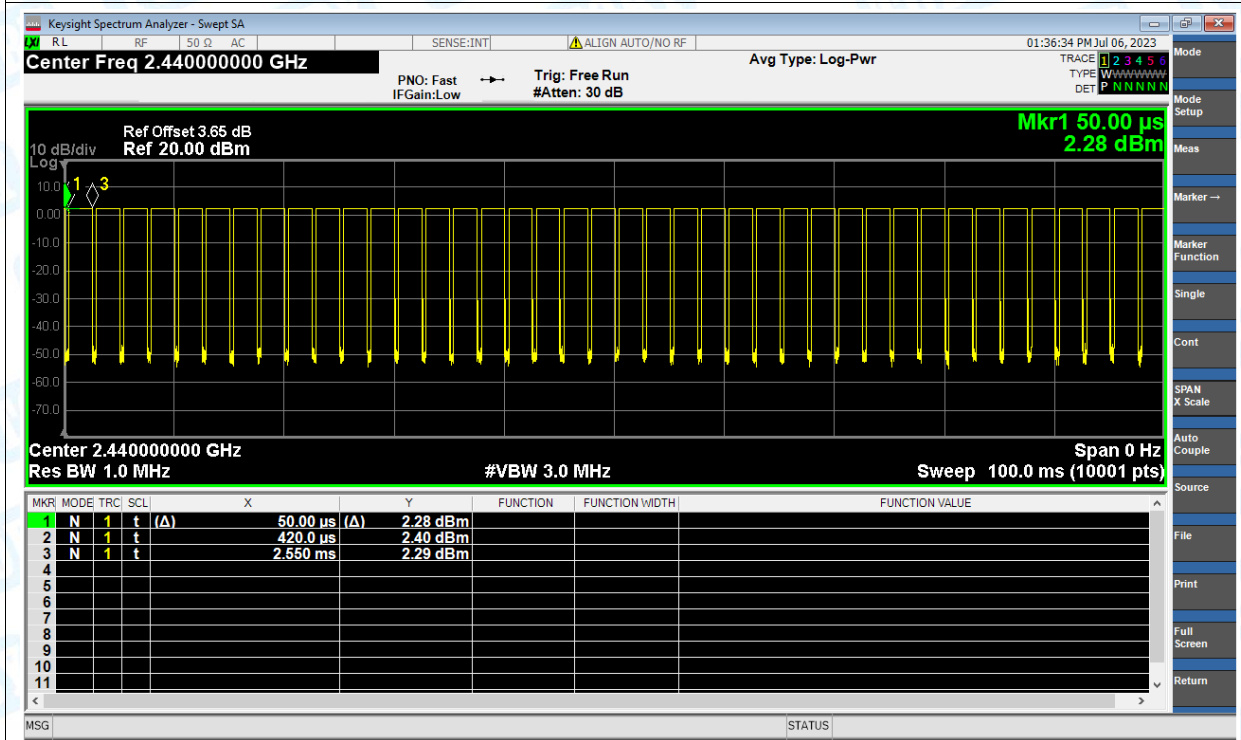 Keysight Spectrum Analyzer - Swept SA
LXI RL RF 50 Ω AC SENSE:INT ALIGN AUTO/NO RF 01:36:34 PM Jul 06, 2023
Center Freq 2.440000000 GHz
PNO: Fast
IFGain:Low
Trig: Free Run
#Atten: 30 dB
Avg Type: Log-Pwr
TRACE 1 2 3 4 5 6
TYPE WWWWWW
DET P N N N N N
Mkr1 50.00 µs
2.28 dBm
Ref Offset 3.65 dB
10 dB/div Ref 20.00 dBm
Log
1 3
10.0
0.00
-10.0
-20.0
-30.0
-40.0
-50.0
-60.0
-70.0
Center 2.440000000 GHz Span 0 Hz
Res BW 1.0 MHz #VBW 3.0 MHz Sweep 100.0 ms (10001 pts)
MKR MODE TRC SCL X Y FUNCTION FUNCTION WIDTH FUNCTION VALUE
1 N 1 t (Δ) 50.00 µs (Δ) 2.28 dBm
2 N 1 t 420.0 µs 2.40 dBm
3 N 1 t 2.550 ms 2.29 dBm
4
5
6
7
8
9
10
11
MSG STATUS
Mode
Mode
Setup
Meas
Marker →
Marker
Function
Single
Cont
SPAN
X Scale
Auto
Couple
Source
File
Print
Full
Screen
Return